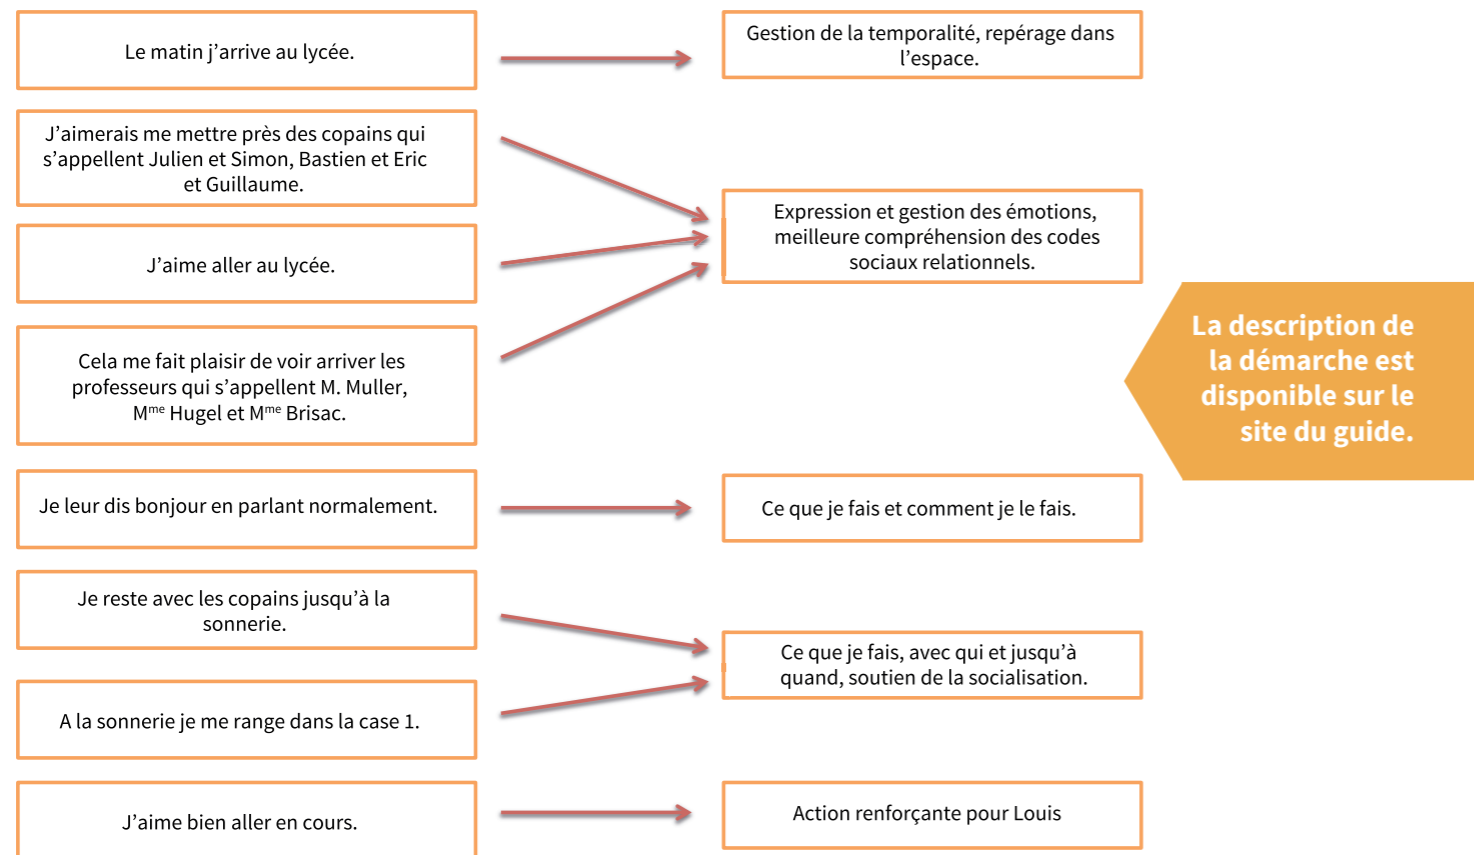 Le matin j’arrive au lycée.
Gestion de la temporalité, repérage dans
l’espace.
J’aimerais me mettre près des copains qui
s’appellent Julien et Simon, Bastien et Eric
et Guillaume.
J’aime aller au lycée.
Cela me fait plaisir de voir arriver les
professeurs qui s’appellent M. Muller,
Mme Hugel et Mme Brisac.
Expression et gestion des émotions,
meilleure compréhension des codes
sociaux relationnels.
La description de
la démarche est
disponible sur le
site du guide.
Je leur dis bonjour en parlant normalement.
Ce que je fais et comment je le fais.
Je reste avec les copains jusqu’à la
sonnerie.
A la sonnerie je me range dans la case 1.
Ce que je fais, avec qui et jusqu’à
quand, soutien de la socialisation.
J’aime bien aller en cours.
Action renforçante pour Louis